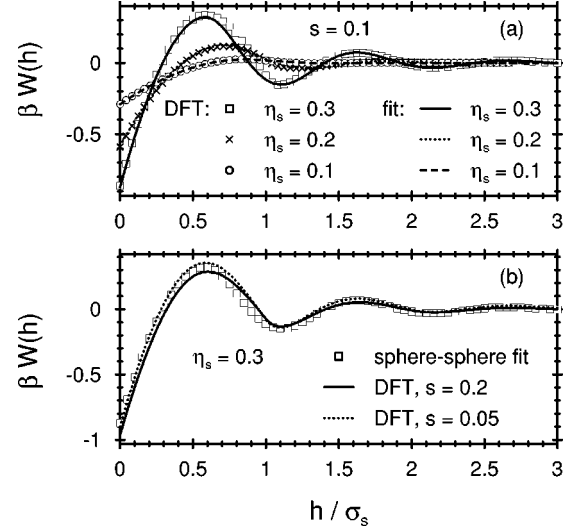 s = 0.1
(a)
0
-0.5
β W(h)
DFT:
η_s = 0.3
η_s = 0.2
η_s = 0.1
fit:
η_s = 0.3
η_s = 0.2
η_s = 0.1
0 0.5 1 1.5 2 2.5 3
(b)
0
-0.5
-1
β W(h)
η_s = 0.3
sphere-sphere fit
DFT, s = 0.2
DFT, s = 0.05
0 0.5 1 1.5 2 2.5 3
h / σ_s